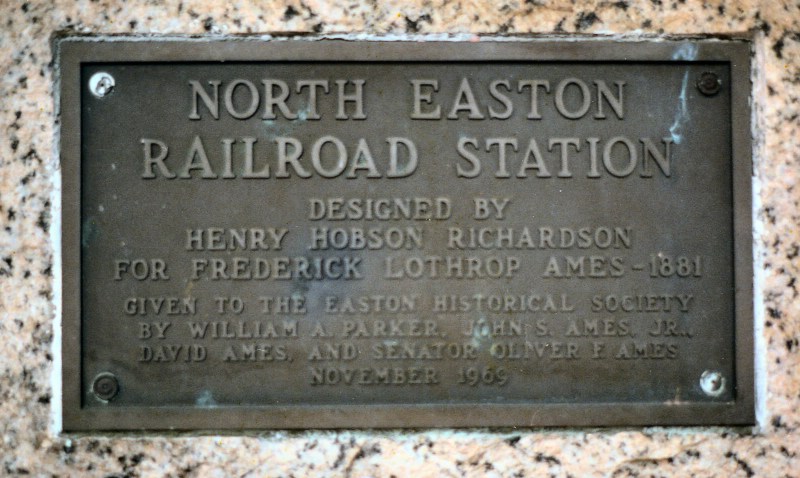 NORTH EASTON
RAILROAD STATION
DESIGNED BY
HENRY HOBSON RICHARDSON
FOR FREDERICK LOTHROP AMES - 1881
GIVEN TO THE EASTON HISTORICAL SOCIETY
BY WILLIAM A. PARKER, JOHN S. AMES, JR.,
DAVID AMES, AND SENATOR OLIVER F. AMES
NOVEMBER 1969